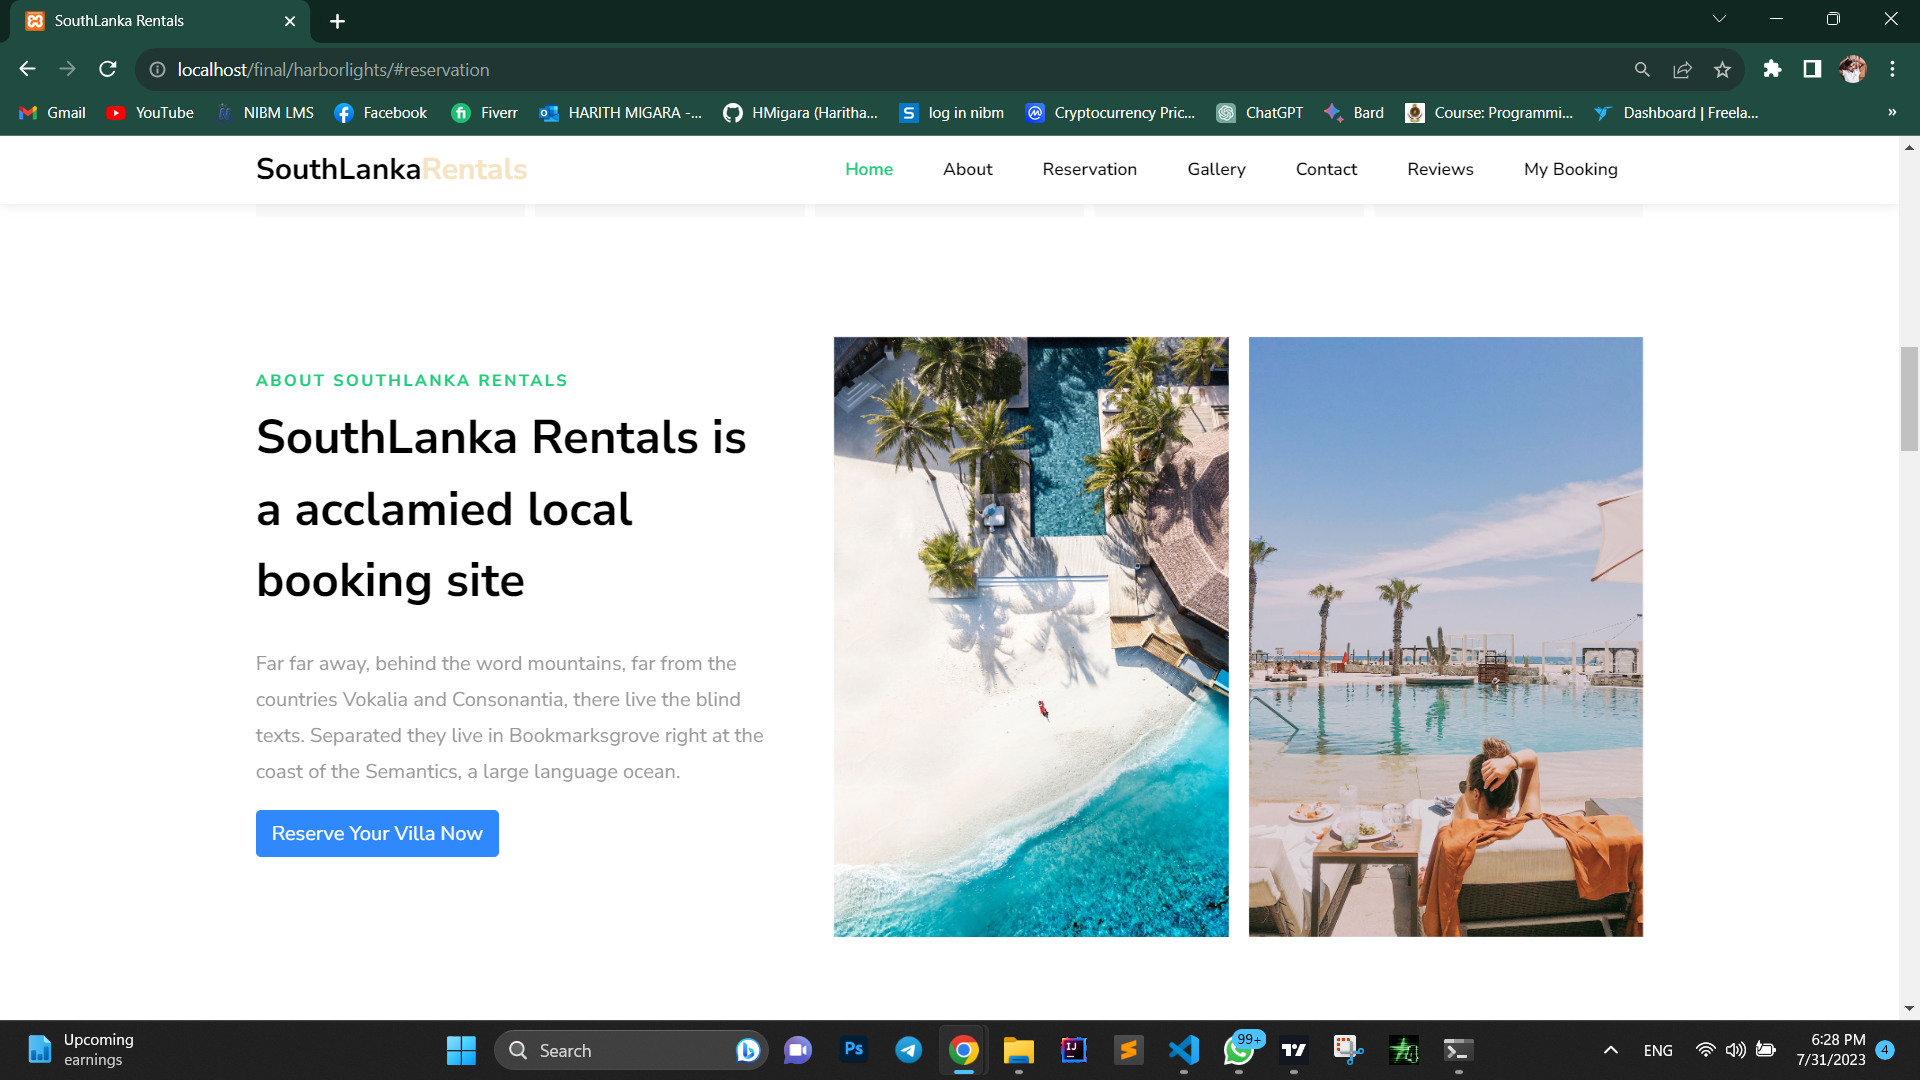 SouthLanka Rentals
localhost/final/harborlights/#reservation
Gmail
YouTube
NIBM LMS
Facebook
Fiverr
HARITH MIGARA -...
HMigara (Haritha...
log in nibm
Cryptocurrency Pric...
ChatGPT
Bard
Course: Programmi...
Dashboard | Freela...
»
SouthLankaRentals
Home
About
Reservation
Gallery
Contact
Reviews
My Booking
ABOUT SOUTHLANKA RENTALS
SouthLanka Rentals is
a acclamied local
booking site
Far far away, behind the word mountains, far from the
countries Vokalia and Consonantia, there live the blind
texts. Separated they live in Bookmarksgrove right at the
coast of the Semantics, a large language ocean.
Reserve Your Villa Now
Upcoming
earnings
Search
Ps
IJ
99+
ENG
6:28 PM
7/31/2023
4